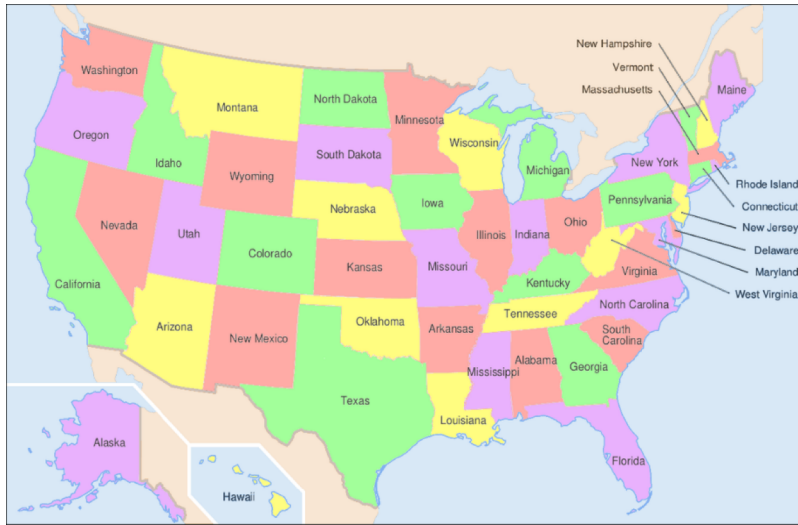 New Hampshire
Vermont
Massachusetts
Washington
Montana
North Dakota
Minnesota
Maine
Oregon
Idaho
Wyoming
South Dakota
Wisconsin
Michigan
New York
Rhode Island
Connecticut
New Jersey
Delaware
Maryland
West Virginia
Nebraska
Iowa
Pennsylvania
Nevada
Utah
Colorado
Kansas
Missouri
Illinois
Indiana
Ohio
Virginia
California
Kentucky
North Carolina
Arizona
New Mexico
Oklahoma
Arkansas
Tennessee
South
Carolina
Texas
Louisiana
Mississippi
Alabama
Georgia
Florida
Alaska
Hawaii